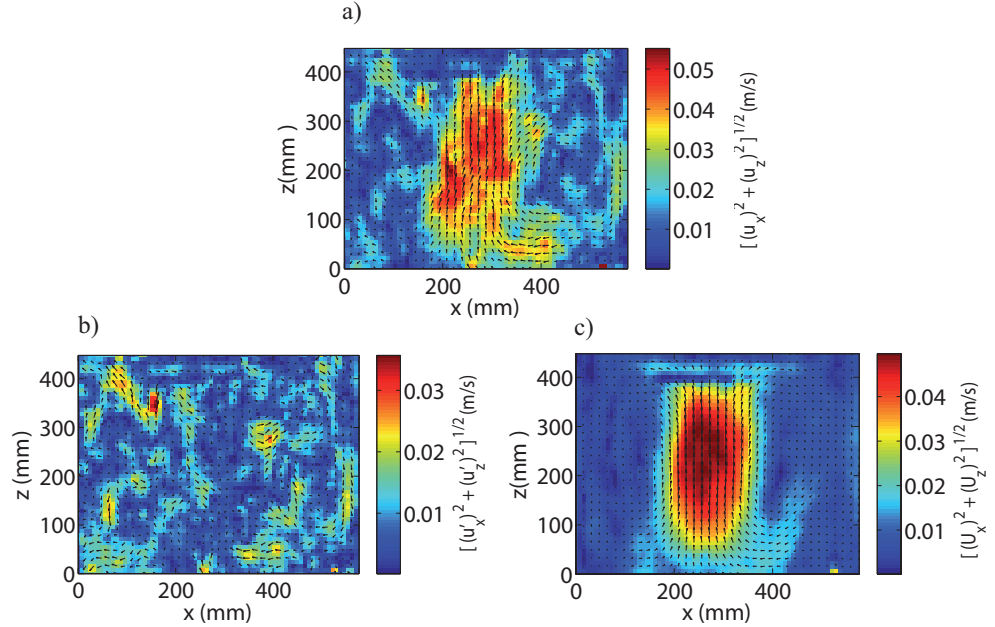 a)
400
300
200
100
0
z(mm )
0 200 400
x (mm)
0.05
0.04
0.03
0.02
0.01
[ (uₓ)² + (u_z)² ]¹/² (m/s)
b)
400
300
200
100
0
z (mm)
0 200 400
x (mm)
0.03
0.02
0.01
[ (u'ₓ)² + (u'_z)² ]¹/² (m/s)
c)
400
300
200
100
0
z(mm)
0 200 400
x (mm)
0.04
0.03
0.02
0.01
[ (Uₓ)² + (U_z)² ]¹/² (m/s)